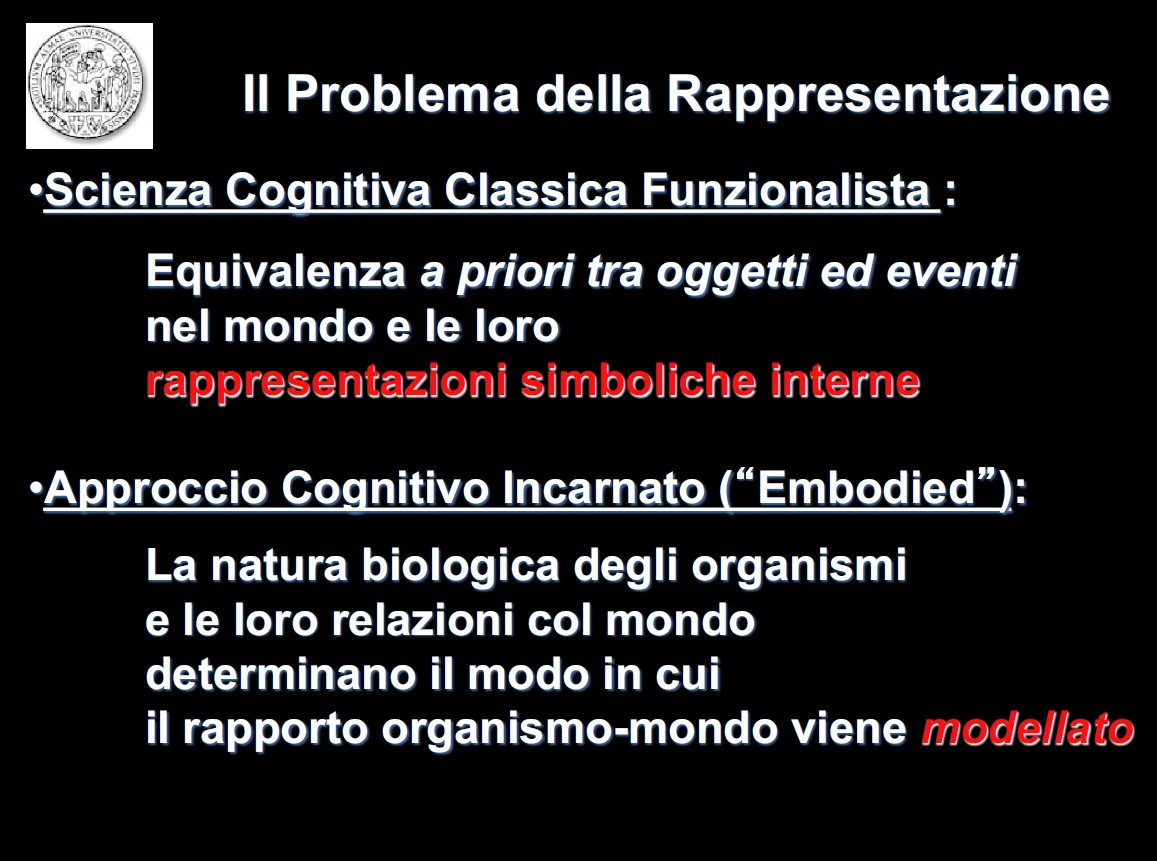 Il Problema della Rappresentazione
•Scienza Cognitiva Classica Funzionalista :
Equivalenza a priori tra oggetti ed eventi
nel mondo e le loro
rappresentazioni simboliche interne
•Approccio Cognitivo Incarnato (“Embodied”):
La natura biologica degli organismi
e le loro relazioni col mondo
determinano il modo in cui
il rapporto organismo-mondo viene modellato